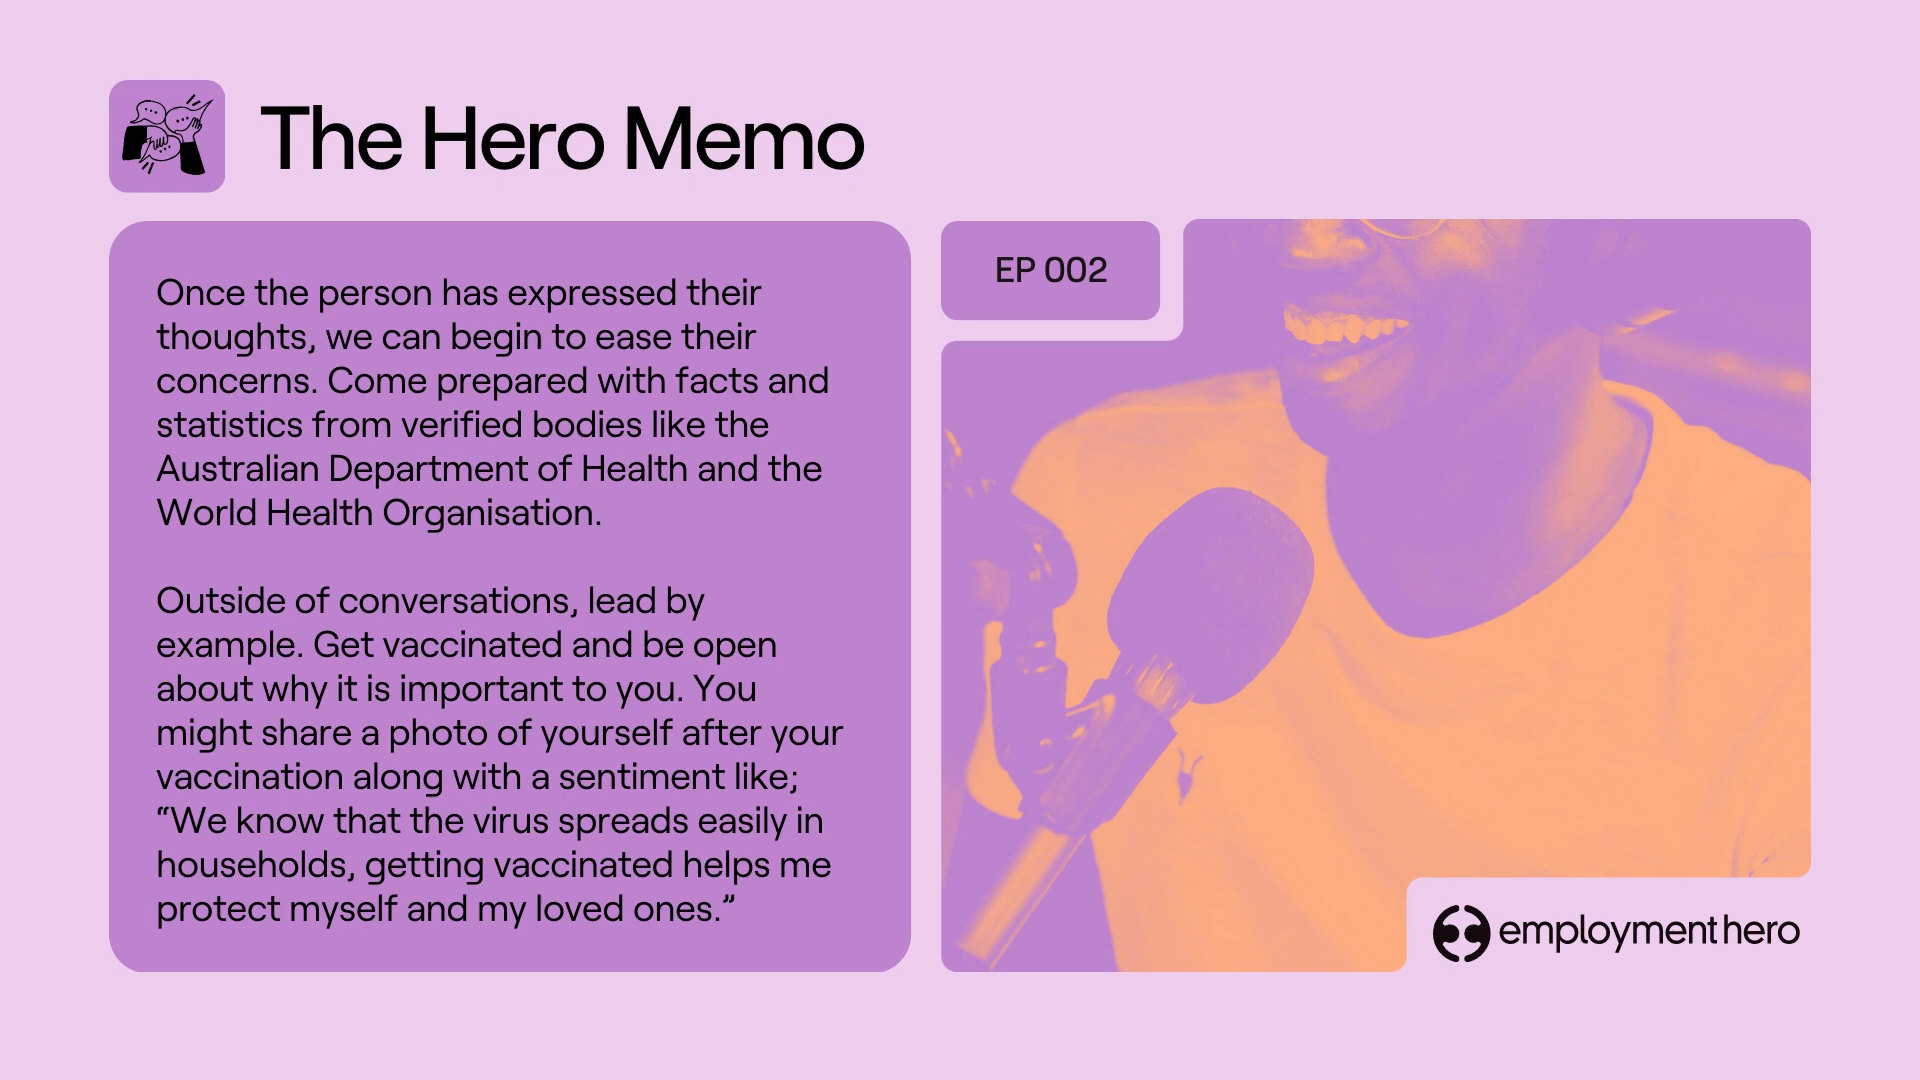 The Hero Memo
Once the person has expressed their
thoughts, we can begin to ease their
concerns. Come prepared with facts and
statistics from verified bodies like the
Australian Department of Health and the
World Health Organisation.
Outside of conversations, lead by
example. Get vaccinated and be open
about why it is important to you. You
might share a photo of yourself after your
vaccination along with a sentiment like;
“We know that the virus spreads easily in
households, getting vaccinated helps me
protect myself and my loved ones.”
EP 002
employment hero